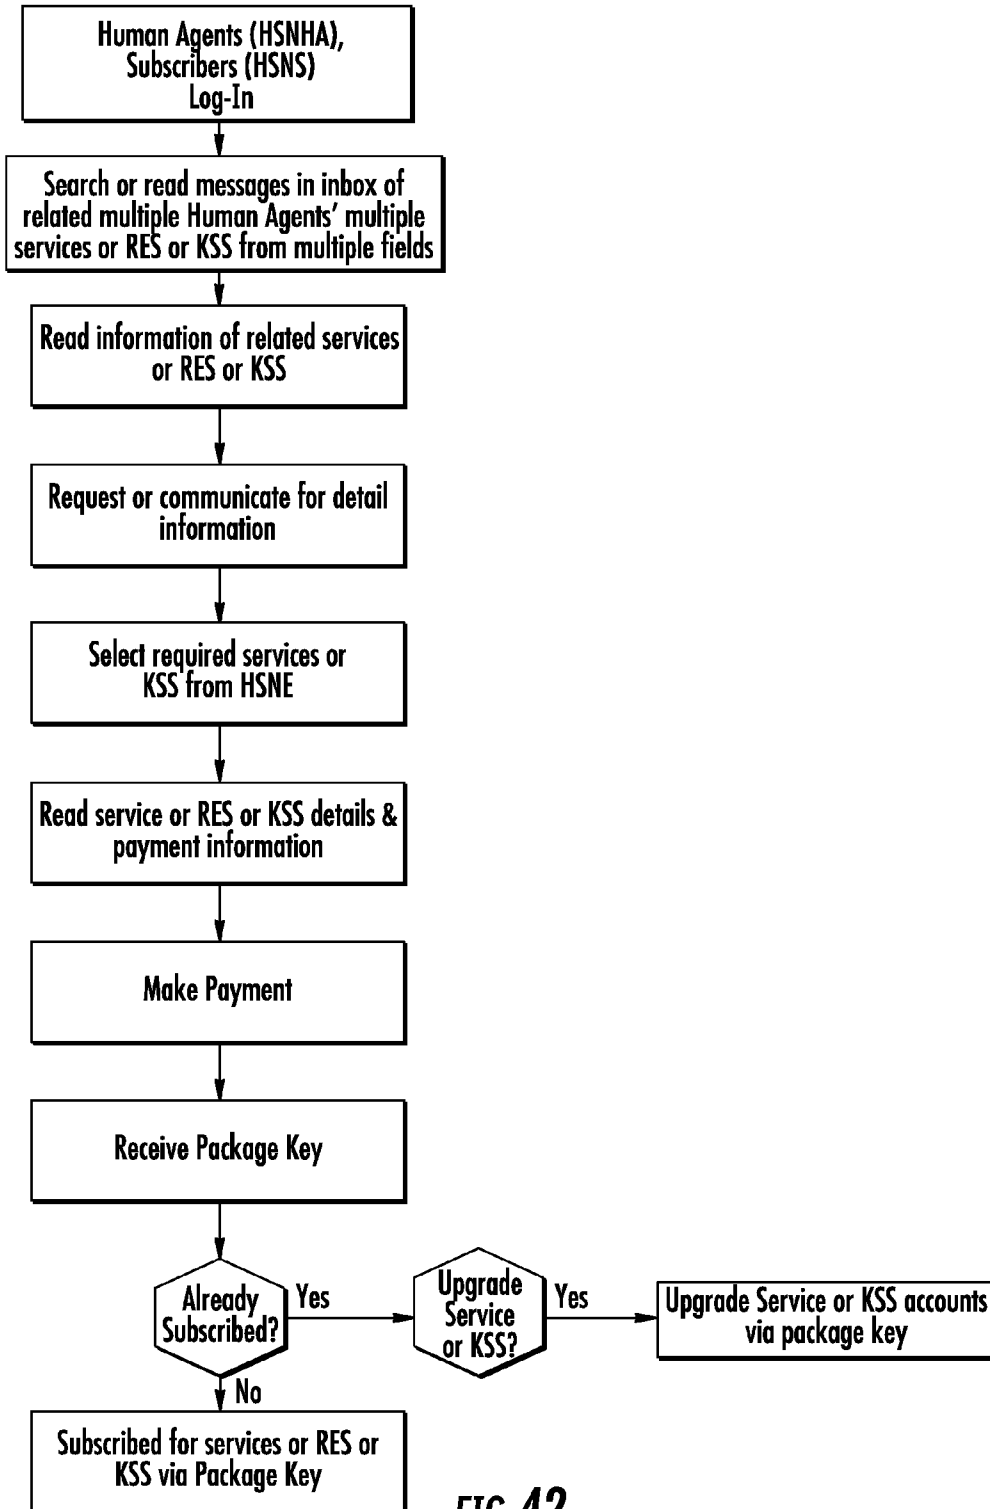 Human Agents (HSNHA),
Subscribers (HSNS)
Log-In
Search or read messages in inbox of
related multiple Human Agents' multiple
services or RES or KSS from multiple fields
Read information of related services
or RES or KSS
Request or communicate for detail
information
Select required services or
KSS from HSNE
Read service or RES or KSS details &
payment information
Make Payment
Receive Package Key
Already
Subscribed?
Yes
Upgrade
Service
or KSS?
Yes
Upgrade Service or KSS accounts
via package key
No
Subscribed for services or RES or
KSS via Package Key
FIG. 42